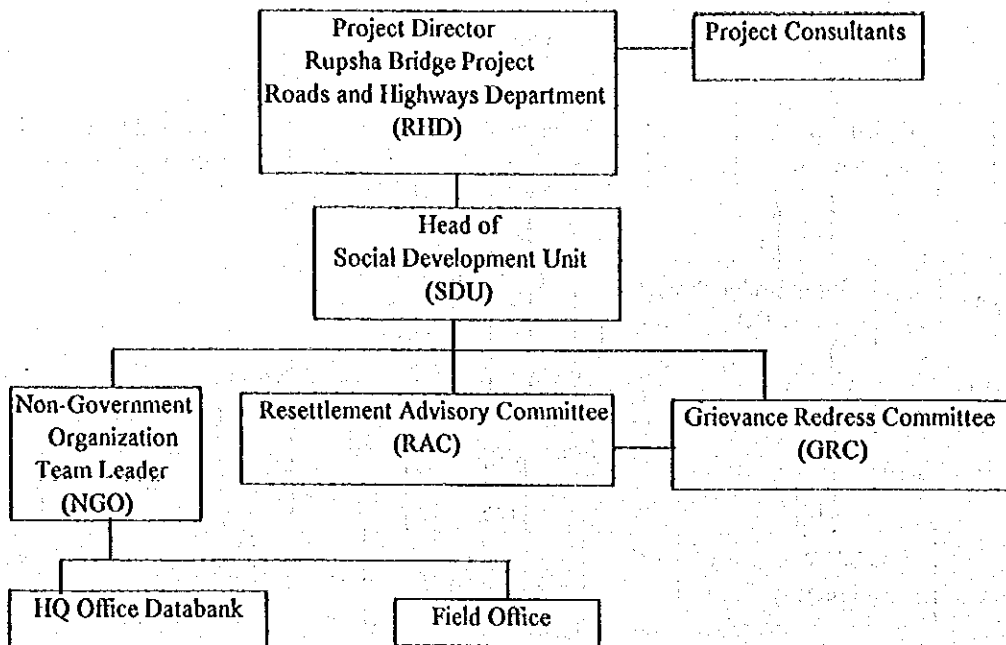 Project Director
Rupsha Bridge Project
Roads and Highways Department
(RHD)
Project Consultants
Head of
Social Development Unit
(SDU)
Non-Government
Organization
Team Leader
(NGO)
Resettlement Advisory Committee
(RAC)
Grievance Redress Committee
(GRC)
HQ Office Databank
Field Office